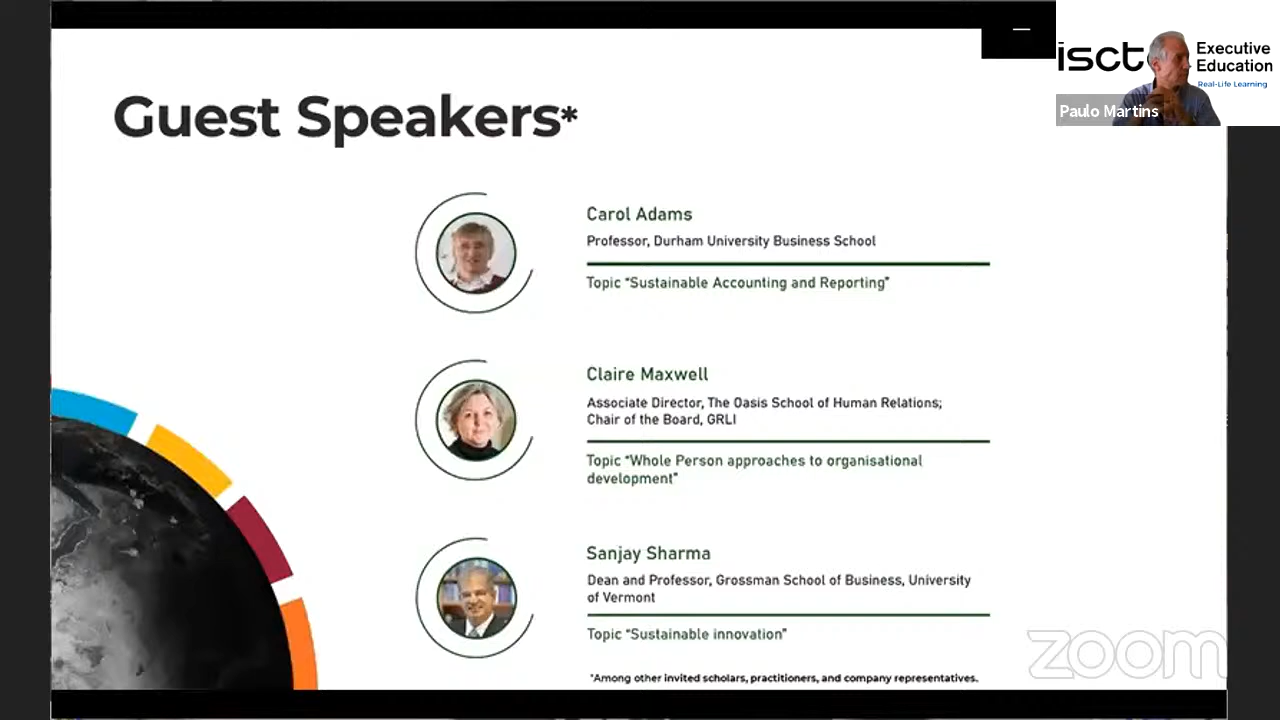 Guest Speakers*
isct
Executive
Education
Real-Life Learning
Paulo Martins
Carol Adams
Professor, Durham University Business School
Topic “Sustainable Accounting and Reporting”
Claire Maxwell
Associate Director, The Oasis School of Human Relations;
Chair of the Board, GRLI
Topic “Whole Person approaches to organisational
development”
Sanjay Sharma
Dean and Professor, Grossman School of Business, University
of Vermont
Topic “Sustainable innovation”
*Among other invited scholars, practitioners, and company representatives.
zoom